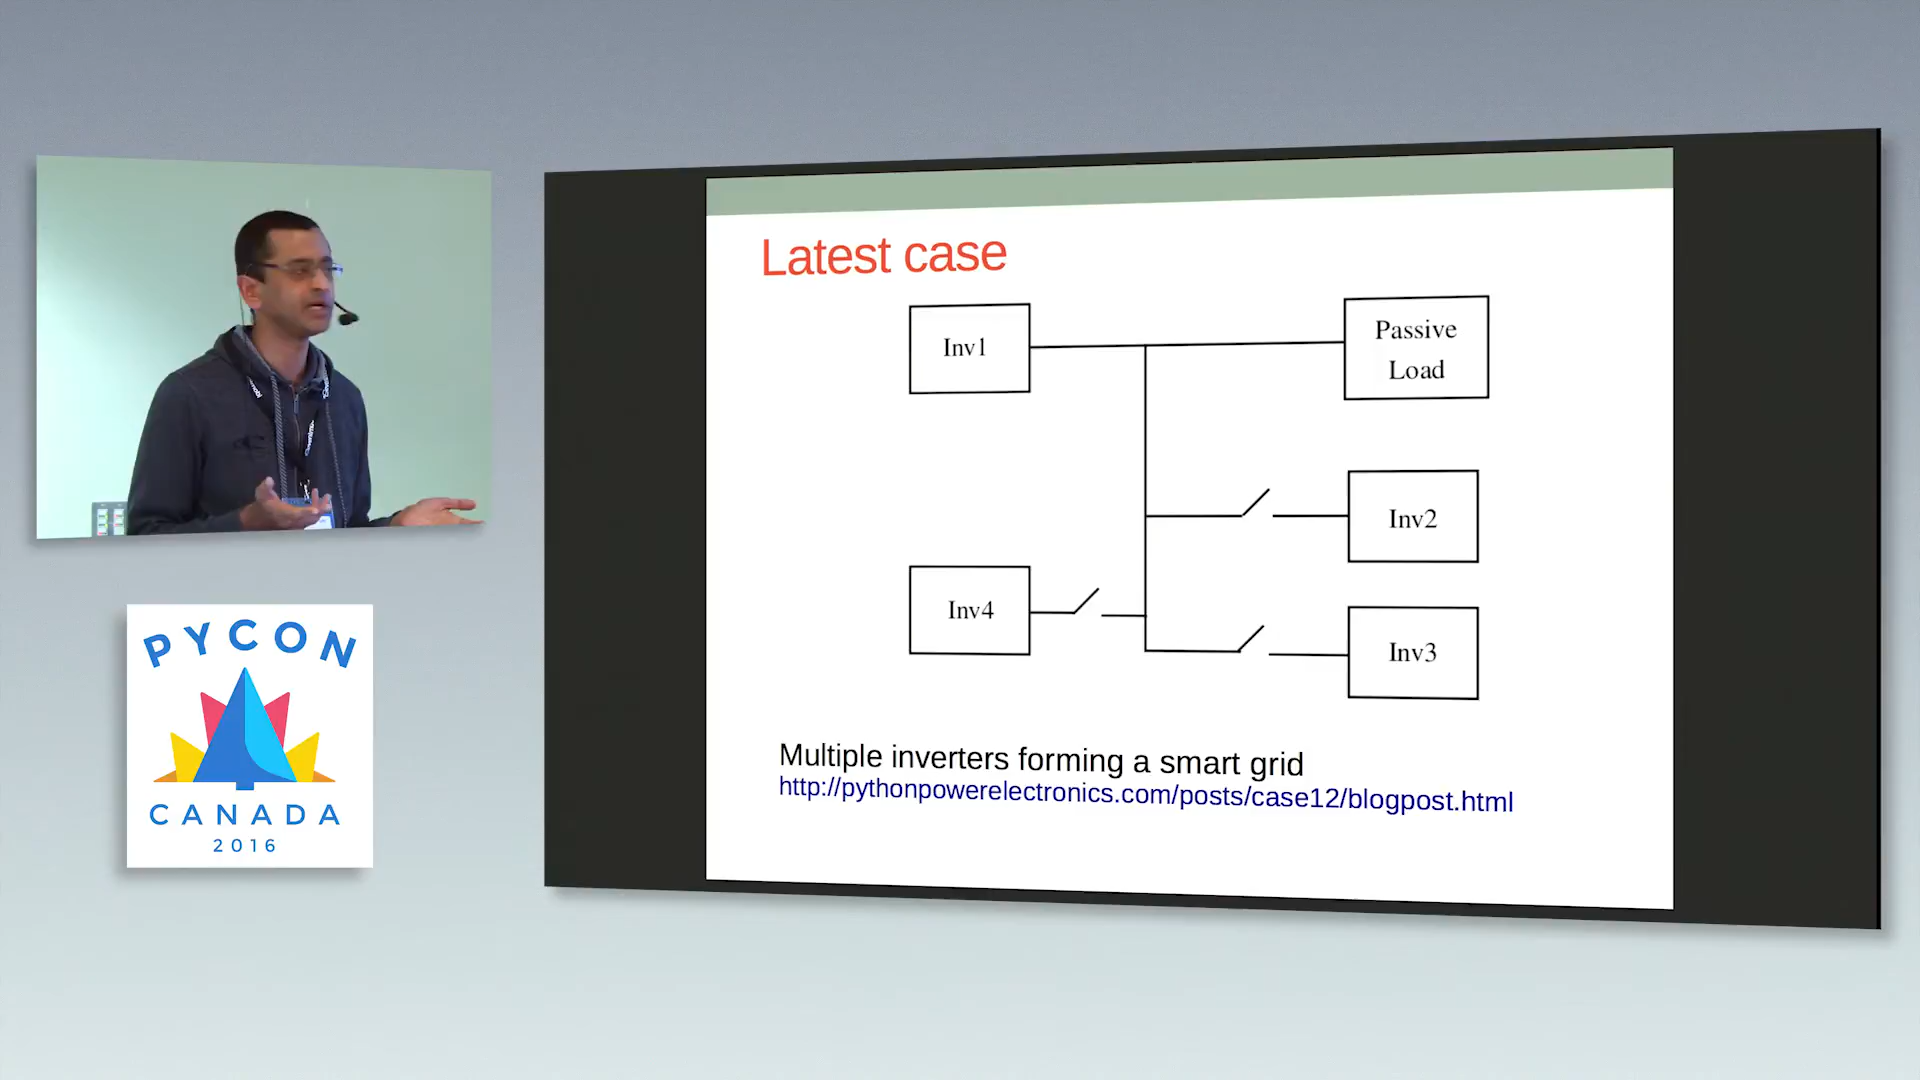 Latest case
Inv1
Passive
Load
Inv2
Inv4
Inv3
Multiple inverters forming a smart grid
http://pythonpowerelectronics.com/posts/case12/blogpost.html
PYCON
CANADA
2016